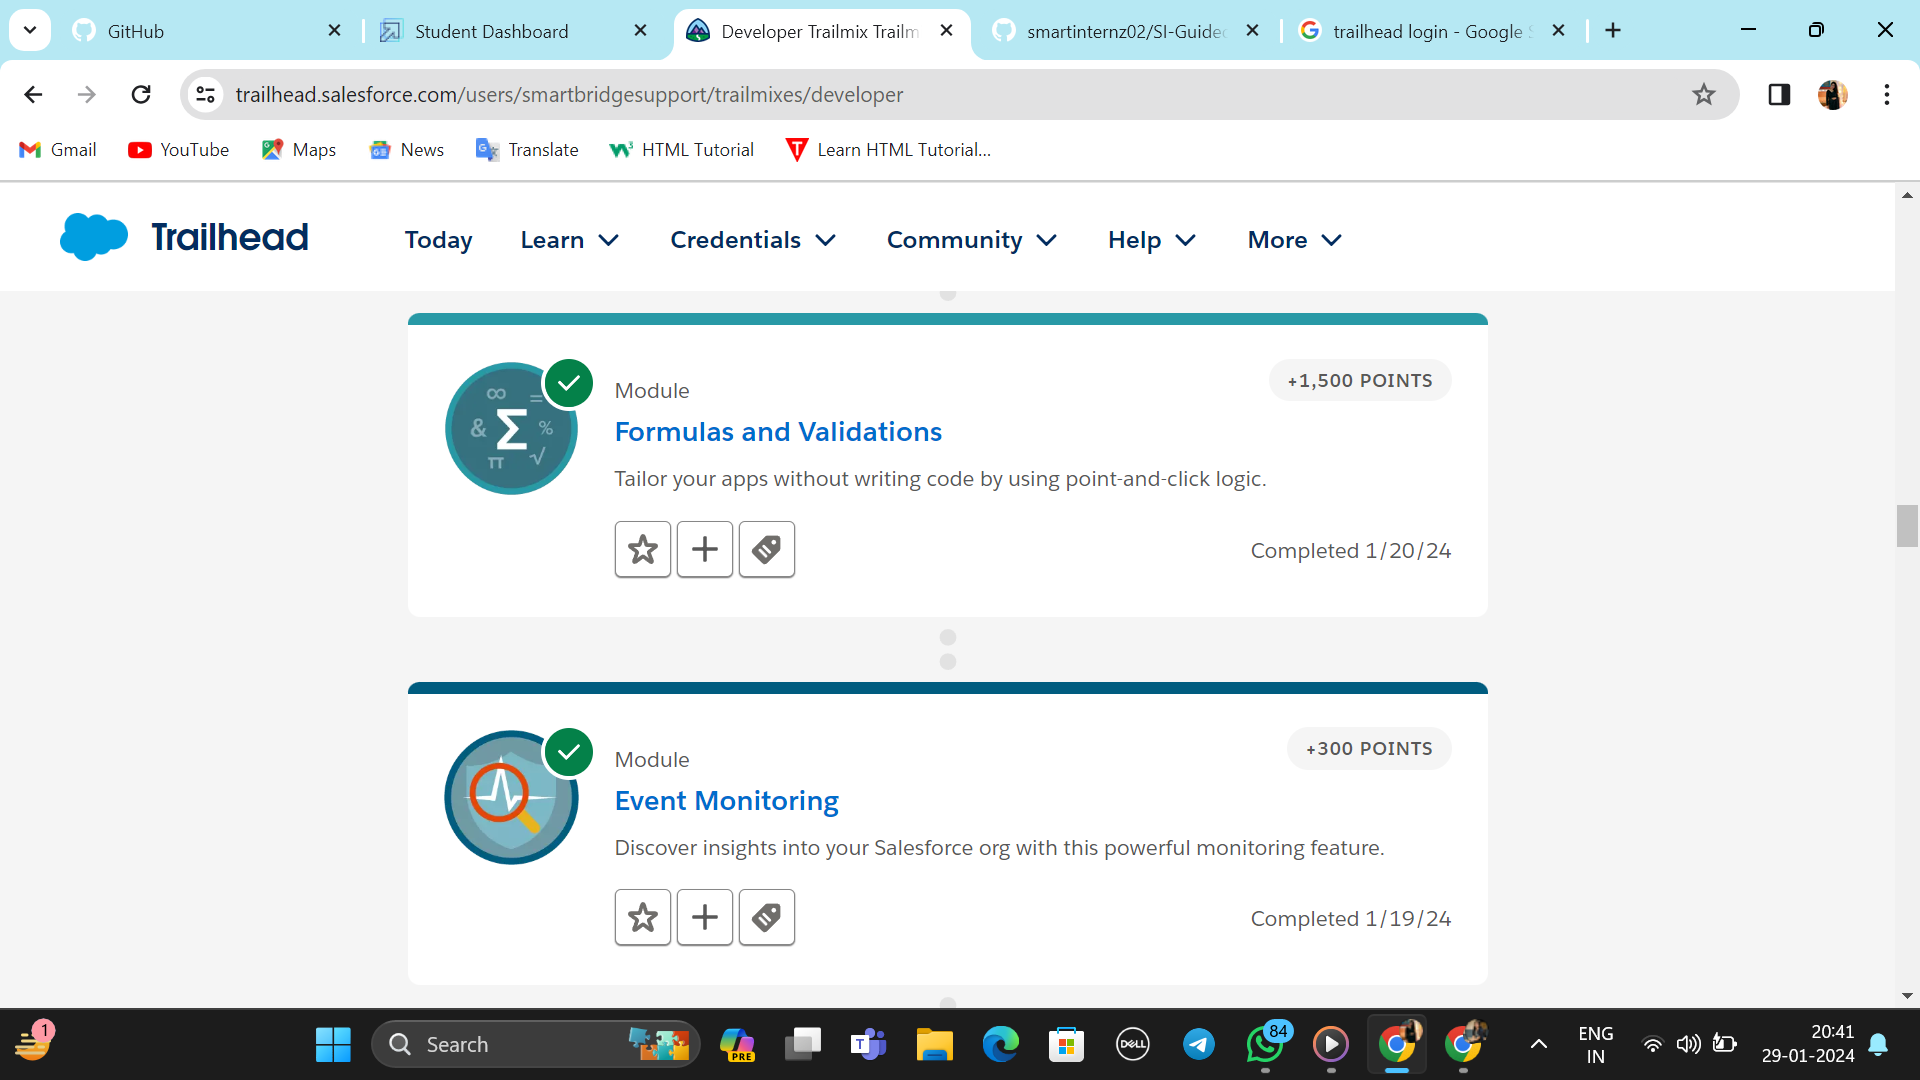 GitHub
Student Dashboard
Developer Trailmix Trailm
smartinternz02/SI-Guided
trailhead login - Google S
trailhead.salesforce.com/users/smartbridgesupport/trailmixes/developer
Gmail
YouTube
Maps
News
Translate
HTML Tutorial
Learn HTML Tutorial...
Trailhead
Today
Learn
Credentials
Community
Help
More
Module
+1,500 POINTS
Formulas and Validations
Tailor your apps without writing code by using point-and-click logic.
Completed 1/20/24
Module
+300 POINTS
Event Monitoring
Discover insights into your Salesforce org with this powerful monitoring feature.
Completed 1/19/24
1
Search
PRE
DELL
84
ENG
IN
20:41
29-01-2024